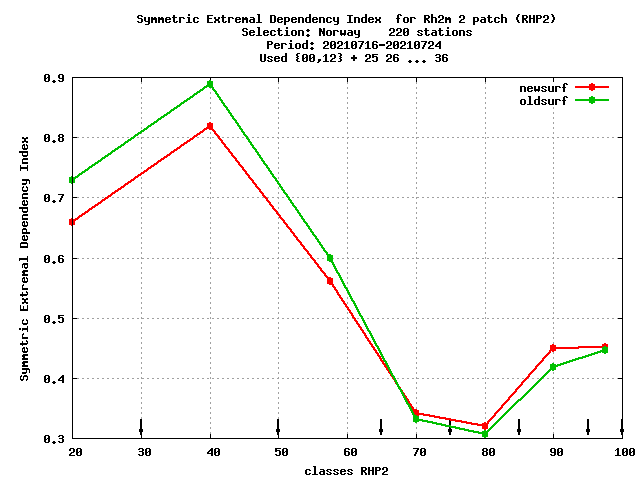 Symmetric Extremal Dependency Index  for Rh2m 2 patch (RHP2)
Selection: Norway    220 stations
Period: 20210716-20210724
Used {00,12} + 25 26 ... 36
newsurf
oldsurf
Symmetric Extremal Dependency Index
0.9
0.8
0.7
0.6
0.5
0.4
0.3
20 30 40 50 60 70 80 90 100
classes RHP2